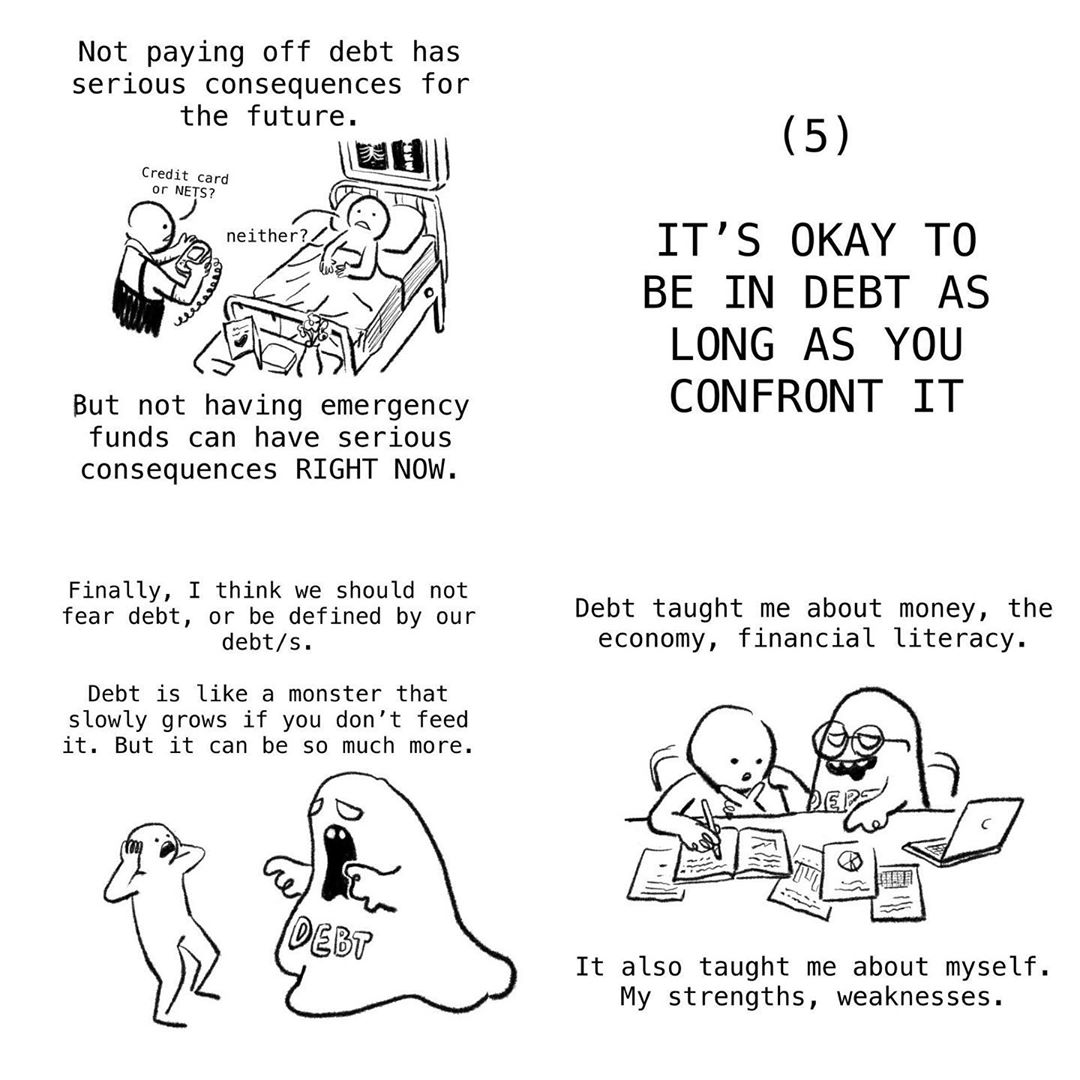 Not paying off debt has
serious consequences for
the future.
Credit card
or NETS?
neither?
But not having emergency
funds can have serious
consequences RIGHT NOW.
(5)
IT’S OKAY TO
BE IN DEBT AS
LONG AS YOU
CONFRONT IT
Finally, I think we should not
fear debt, or be defined by our
debt/s.
Debt is like a monster that
slowly grows if you don’t feed
it. But it can be so much more.
DEBT
Debt taught me about money, the
economy, financial literacy.
DEBT
It also taught me about myself.
My strengths, weaknesses.